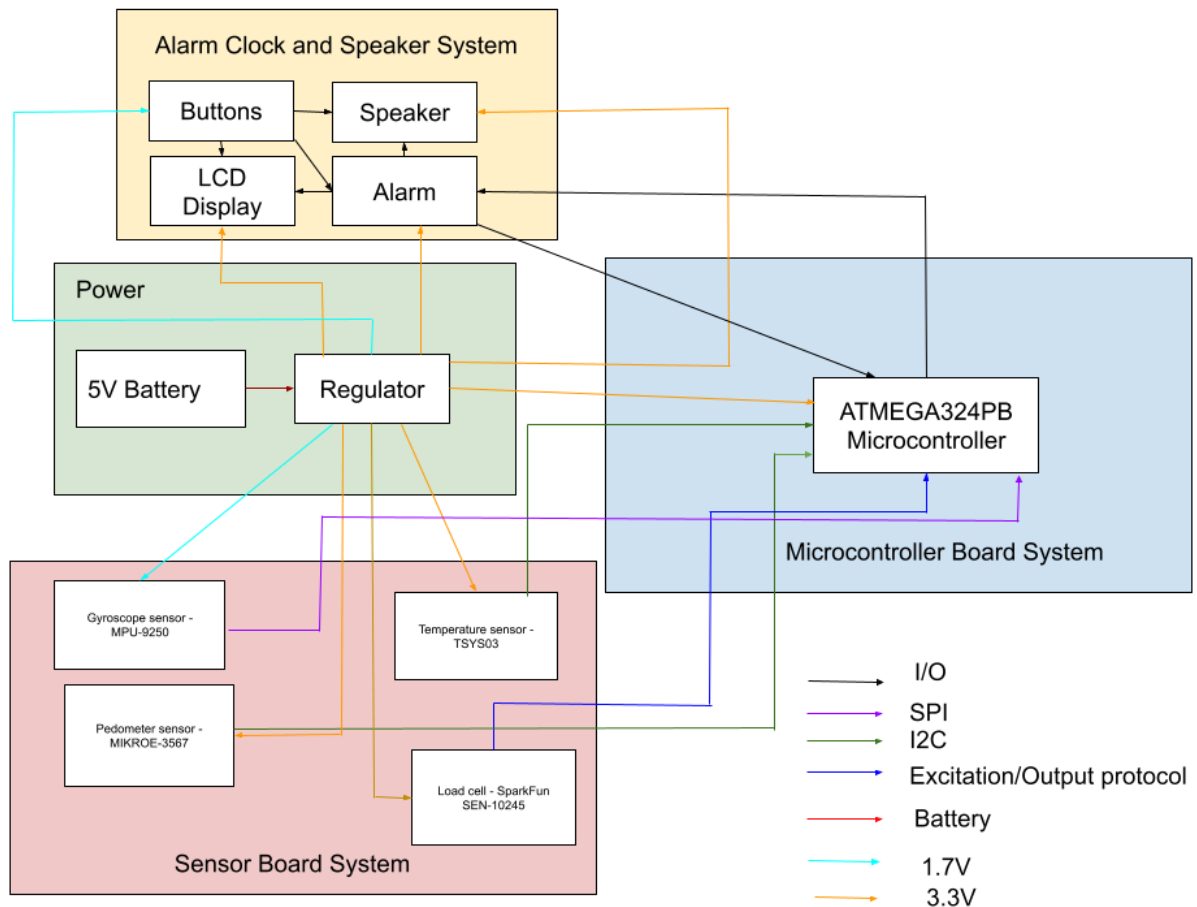 Alarm Clock and Speaker System
Buttons
Speaker
LCD
Display
Alarm
Power
5V Battery
Regulator
ATMEGA324PB
Microcontroller
Microcontroller Board System
Gyroscope sensor -
MPU-9250
Temperature sensor -
TSYS03
Pedometer sensor -
MIKROE-3567
Load cell - SparkFun
SEN-10245
Sensor Board System
I/O
SPI
I2C
Excitation/Output protocol
Battery
1.7V
3.3V